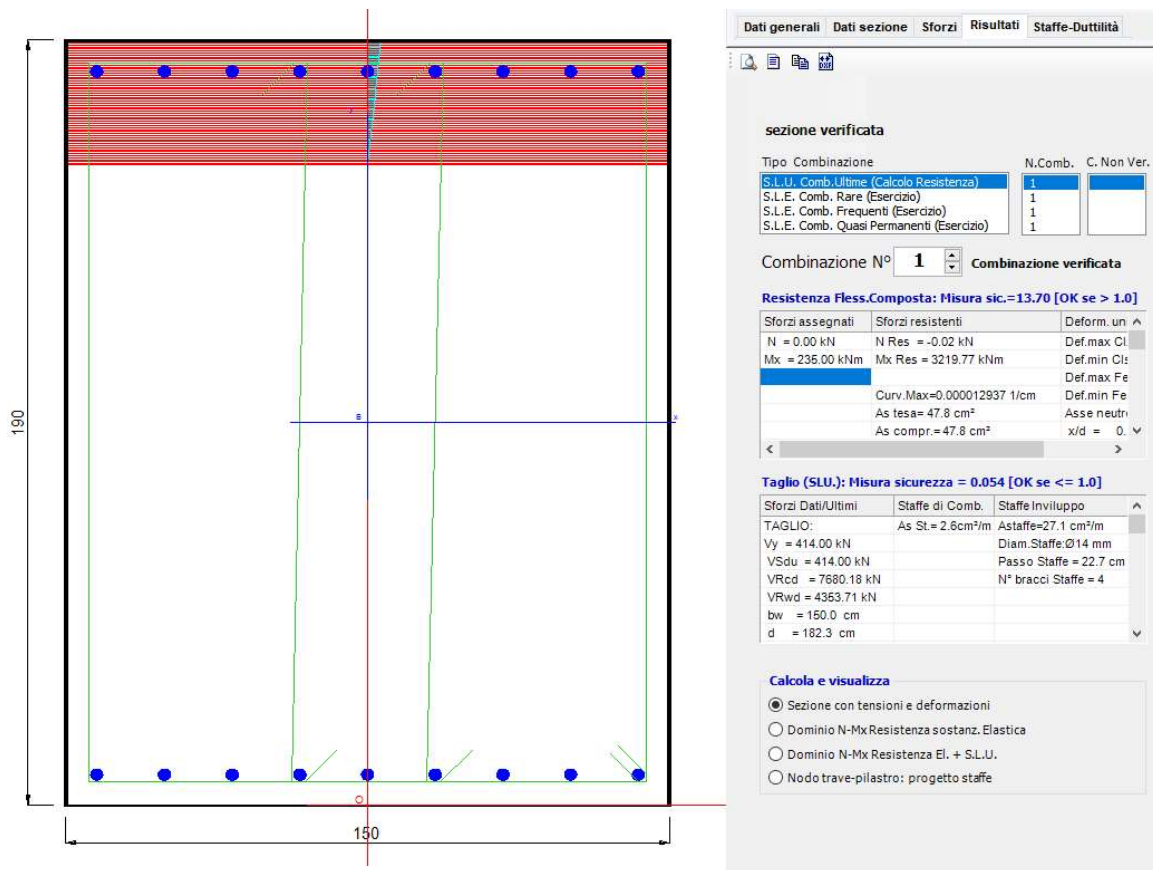 Dati generali Dati sezione Sforzi Risultati Staffe-Duttilità
sezione verificata
Tipo Combinazione N.Comb. C. Non Ver.
S.L.U. Comb.Ultime (Calcolo Resistenza) 1
S.L.E. Comb. Rare (Esercizio) 1
S.L.E. Comb. Frequenti (Esercizio) 1
S.L.E. Comb. Quasi Permanenti (Esercizio) 1
Combinazione N° 1 Combinazione verificata
Resistenza Fless.Composta: Misura sic.=13.70 [OK se > 1.0]
Sforzi assegnati Sforzi resistenti Deform. un
N = 0.00 kN N Res = -0.02 kN Def.max Cl
Mx = 235.00 kNm Mx Res = 3219.77 kNm Def.min Cls
Def.max Fe
Curv.Max=0.000012937 1/cm Def.min Fe
As tesa= 47.8 cm² Asse neutr
As compr.= 47.8 cm² x/d = 0.
Taglio (SLU.): Misura sicurezza = 0.054 [OK se <= 1.0]
Sforzi Dati/Ultimi Staffe di Comb. Staffe Inviluppo
TAGLIO: As St.= 2.6cm²/m Astaffe=27.1 cm²/m
Vy = 414.00 kN Diam.Staffe:Ø14 mm
VSdu = 414.00 kN Passo Staffe = 22.7 cm
VRcd = 7680.18 kN N° bracci Staffe = 4
VRwd = 4353.71 kN
bw = 150.0 cm
d = 182.3 cm
Calcola e visualizza
Sezione con tensioni e deformazioni
Dominio N-Mx Resistenza sostanz. Elastica
Dominio N-Mx Resistenza El. + S.L.U.
Nodo trave-pilastro: progetto staffe
190
x
O
150